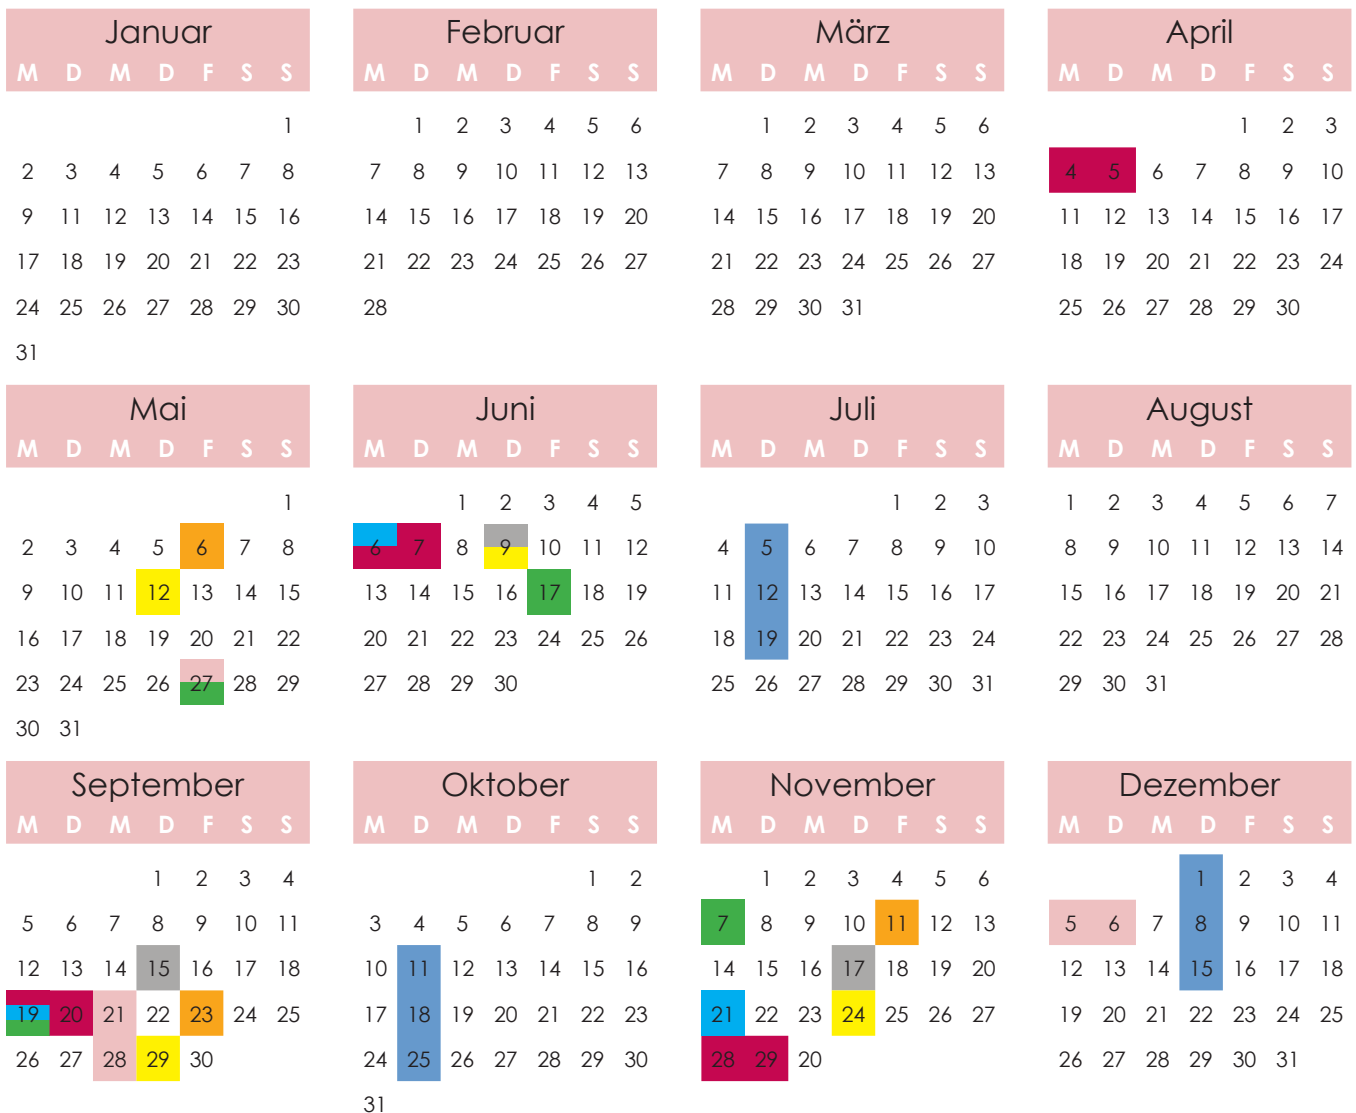 Januar Februar März April
M D M D F S S M D M D F S S M D M D F S S M D M D F S S
1 1 2 3 4 5 6 1 2 3 4 5 6 1 2 3
2 3 4 5 6 7 8 7 8 9 10 11 12 13 7 8 9 10 11 12 13 4 5 6 7 8 9 10
9 11 12 13 14 15 16 14 15 16 17 18 19 20 14 15 16 17 18 19 20 11 12 13 14 15 16 17
17 18 19 20 21 22 23 21 22 23 24 25 26 27 21 22 23 24 25 26 27 18 19 20 21 22 23 24
24 25 26 27 28 29 30 28 28 29 30 31 25 26 27 28 29 30
31
Mai Juni Juli August
M D M D F S S M D M D F S S M D M D F S S M D M D F S S
1 1 2 3 4 5 1 2 3 1 2 3 4 5 6 7
2 3 4 5 6 7 8 6 7 8 9 10 11 12 4 5 6 7 8 9 10 8 9 10 11 12 13 14
9 10 11 12 13 14 15 13 14 15 16 17 18 19 11 12 13 14 15 16 17 15 16 17 18 19 20 21
16 17 18 19 20 21 22 20 21 22 23 24 25 26 18 19 20 21 22 23 24 22 23 24 25 26 27 28
23 24 25 26 27 28 29 27 28 29 30 25 26 27 28 29 30 31 29 30 31
30 31
September Oktober November Dezember
M D M D F S S M D M D F S S M D M D F S S M D M D F S S
1 2 3 4 1 2 1 2 3 4 5 6 1 2 3 4
5 6 7 8 9 10 11 3 4 5 6 7 8 9 7 8 9 10 11 12 13 5 6 7 8 9 10 11
12 13 14 15 16 17 18 10 11 12 13 14 15 16 14 15 16 17 18 19 20 12 13 14 15 16 17 18
19 20 21 22 23 24 25 17 18 19 20 21 22 23 21 22 23 24 25 26 27 19 20 21 22 23 24 25
26 27 28 29 30 24 25 26 27 28 29 30 28 29 20 26 27 28 29 30 31
31